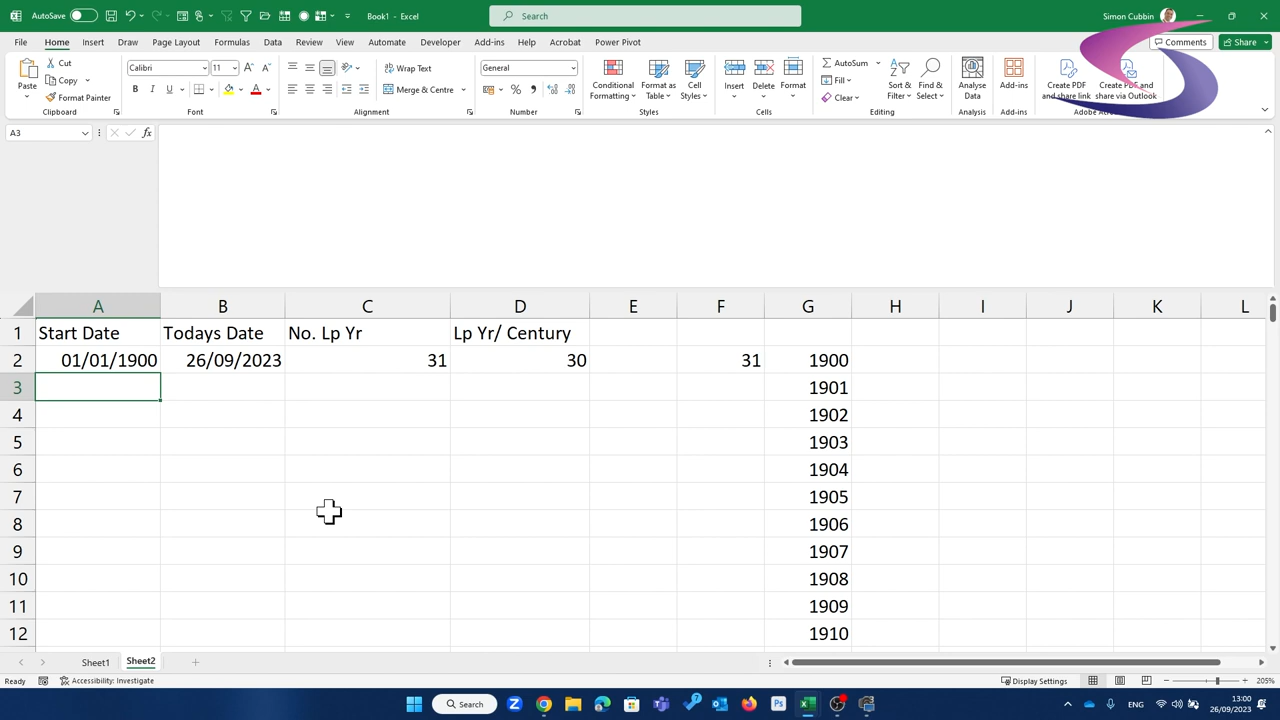 AutoSave Off Book1 - Excel Search Simon Cubbin
File Home Insert Draw Page Layout Formulas Data Review View Automate Developer Add-ins Help Acrobat Power Pivot Comments Share
Paste Cut Copy Format Painter Clipboard
Calibri 11 B I U A Font
Wrap Text Merge & Centre Alignment
General % Number
Conditional Formatting Format as Table Cell Styles Styles
Insert Delete Format Cells
AutoSum Fill Clear Sort & Filter Find & Select Editing
Analyse Data Analysis
Add-ins Add-ins
Create PDF and share link Create PDF and share via Outlook
A3 fx
A B C D E F G H I J K L
1 Start Date Todays Date No. Lp Yr Lp Yr/ Century
2 01/01/1900 26/09/2023 31 30 31 1900
3 1901
4 1902
5 1903
6 1904
7 1905
8 1906
9 1907
10 1908
11 1909
12 1910
Sheet1 Sheet2
Ready Accessibility: Investigate Display Settings 205%
Search ENG 13:00
26/09/2023